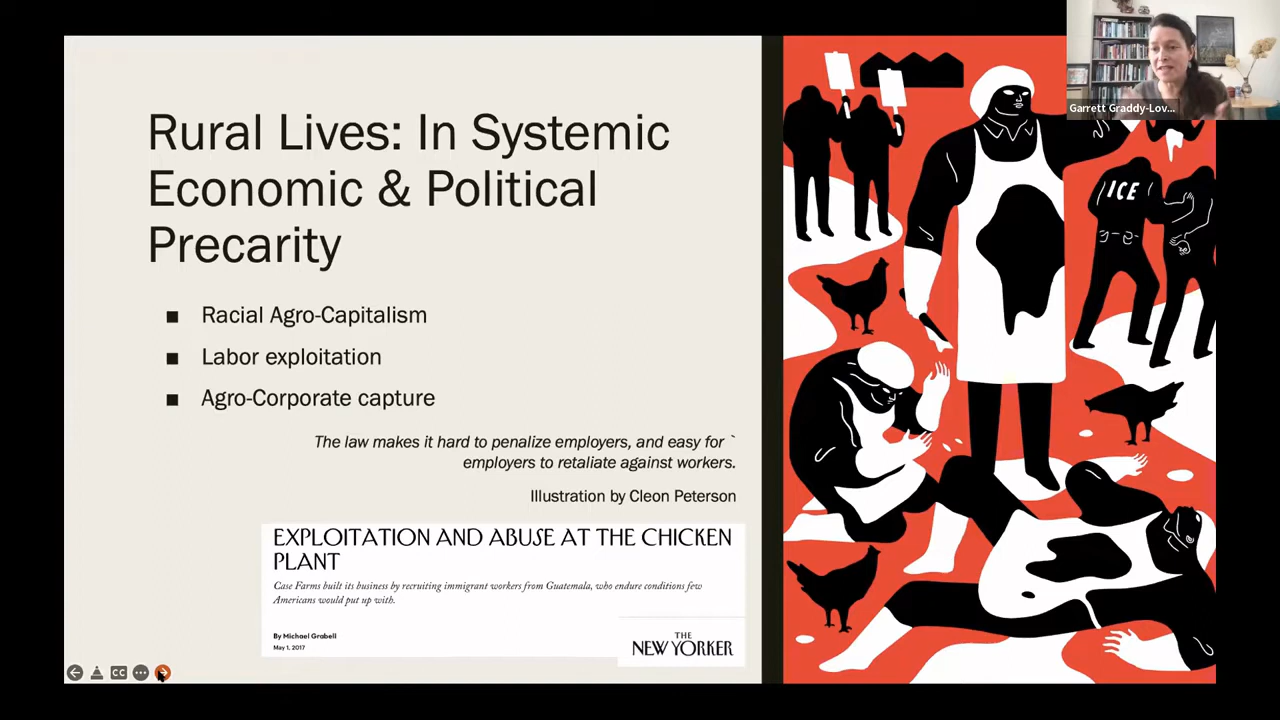 Rural Lives: In Systemic
Economic & Political
Precarity
■ Racial Agro-Capitalism
■ Labor exploitation
■ Agro-Corporate capture
The law makes it hard to penalize employers, and easy for `
employers to retaliate against workers.
Illustration by Cleon Peterson
EXPLOITATION AND ABUSE AT THE CHICKEN
PLANT
Case Farms built its business by recruiting immigrant workers from Guatemala, who endure conditions few
Americans would put up with.
By Michael Grabell
May 1, 2017
THE
NEW YORKER
ICE
Garrett Graddy-Lov...
CC